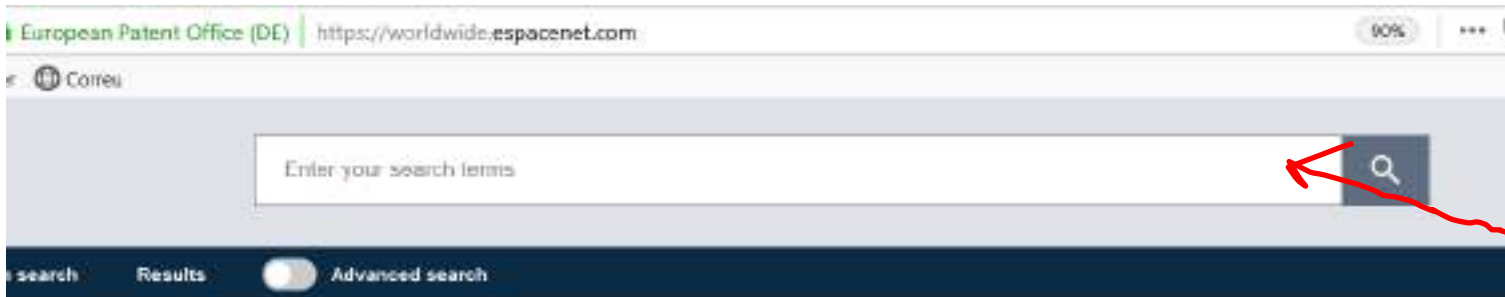 European Patent Office (DE) https://worldwide.espacenet.com 90%
Correu
Enter your search terms
search Results Advanced search